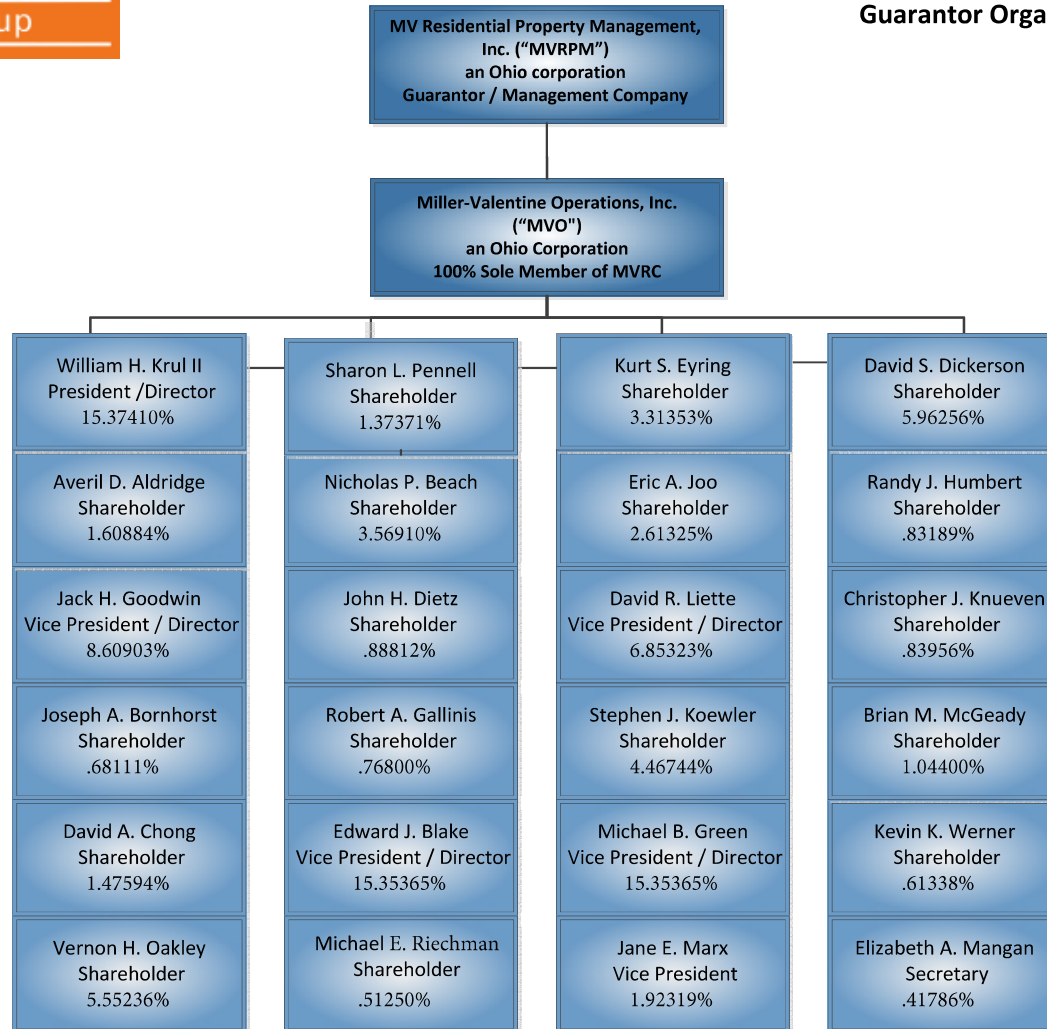 up
Guarantor Orga
MV Residential Property Management,
Inc. (“MVRPM”)
an Ohio corporation
Guarantor / Management Company
Miller-Valentine Operations, Inc.
(“MVO")
an Ohio Corporation
100% Sole Member of MVRC
William H. Krul II
President /Director
15.37410%
Sharon L. Pennell
Shareholder
1.37371%
Kurt S. Eyring
Shareholder
3.31353%
David S. Dickerson
Shareholder
5.96256%
Averil D. Aldridge
Shareholder
1.60884%
Nicholas P. Beach
Shareholder
3.56910%
Eric A. Joo
Shareholder
2.61325%
Randy J. Humbert
Shareholder
.83189%
Jack H. Goodwin
Vice President / Director
8.60903%
John H. Dietz
Shareholder
.88812%
David R. Liette
Vice President / Director
6.85323%
Christopher J. Knueven
Shareholder
.83956%
Joseph A. Bornhorst
Shareholder
.68111%
Robert A. Gallinis
Shareholder
.76800%
Stephen J. Koewler
Shareholder
4.46744%
Brian M. McGeady
Shareholder
1.04400%
David A. Chong
Shareholder
1.47594%
Edward J. Blake
Vice President / Director
15.35365%
Michael B. Green
Vice President / Director
15.35365%
Kevin K. Werner
Shareholder
.61338%
Vernon H. Oakley
Shareholder
5.55236%
Michael E. Riechman
Shareholder
.51250%
Jane E. Marx
Vice President
1.92319%
Elizabeth A. Mangan
Secretary
.41786%